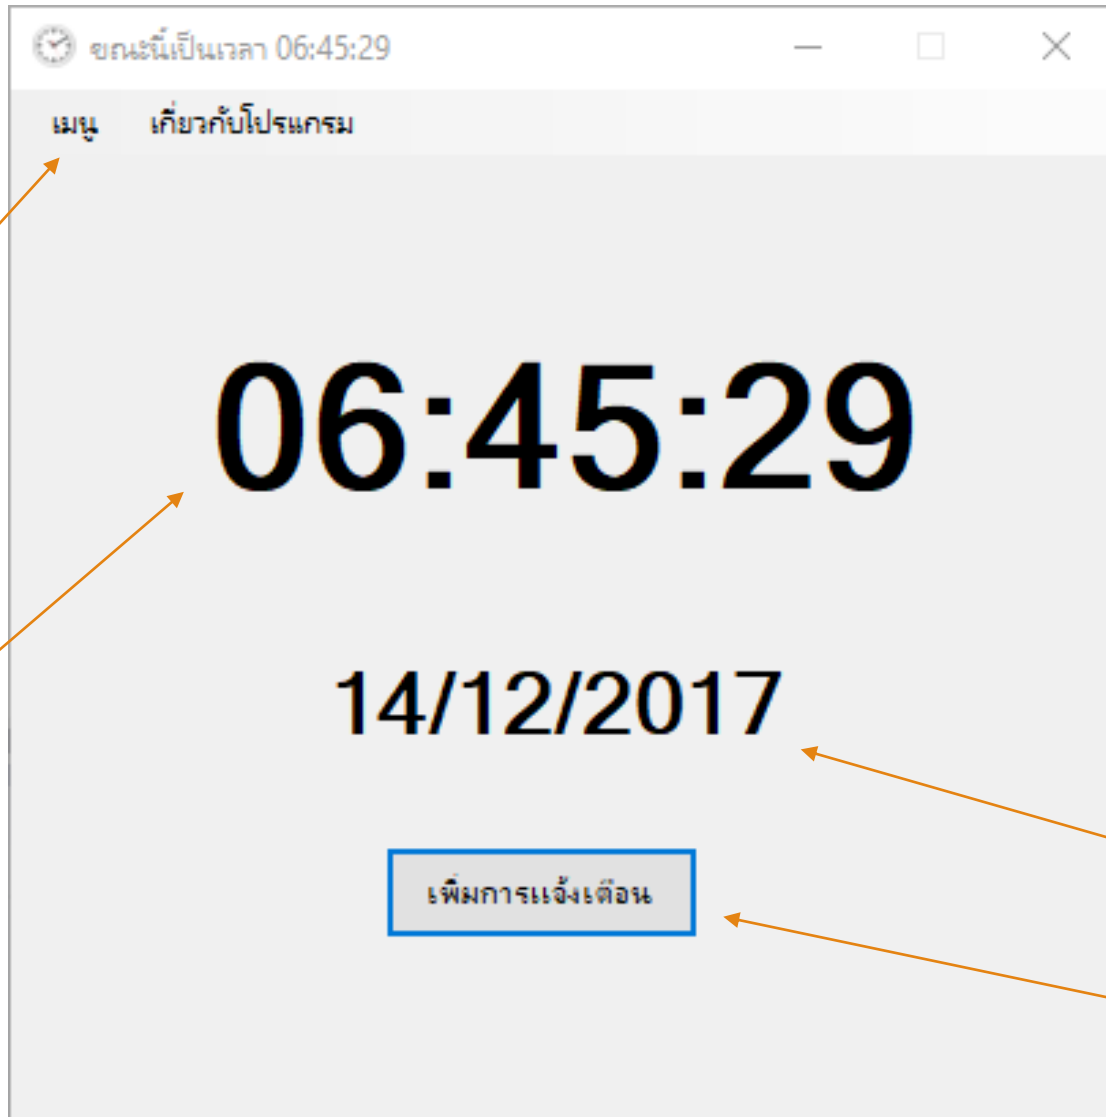 ขณะนี้เป็นเวลา 06:45:29
เมนู เกี่ยวกับโปรแกรม
06:45:29
14/12/2017
เพิ่มการแจ้งเตือน